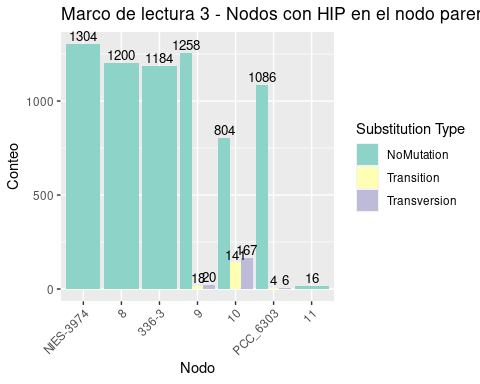 Marco de lectura 3 - Nodos con HIP en el nodo paren
1304
1200
1184
1258
18
20
804
141
167
1086
4
6
16
1000
500
0
Conteo
NIES-3974
8
336-3
9
10
PCC_6303
11
Nodo
Substitution Type
NoMutation
Transition
Transversion